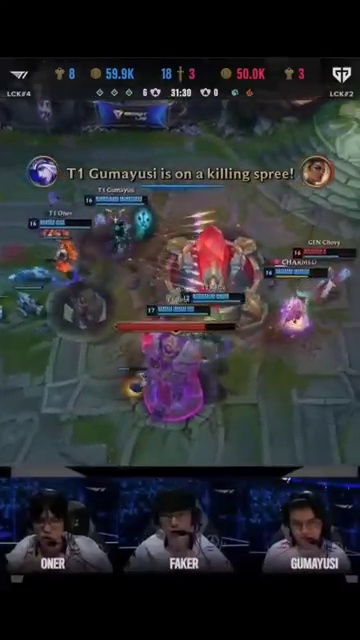 T1 8 59.9K 18 3 50.0K 3 GEN
LCK#4 6 31:30 0 LCK#2
T1 Gumayusi is on a killing spree!
T1 Gumayusi
16
T1 Oner
16
GEN Chovy
16
CHARMED
16
17
ONER FAKER GUMAYUSI